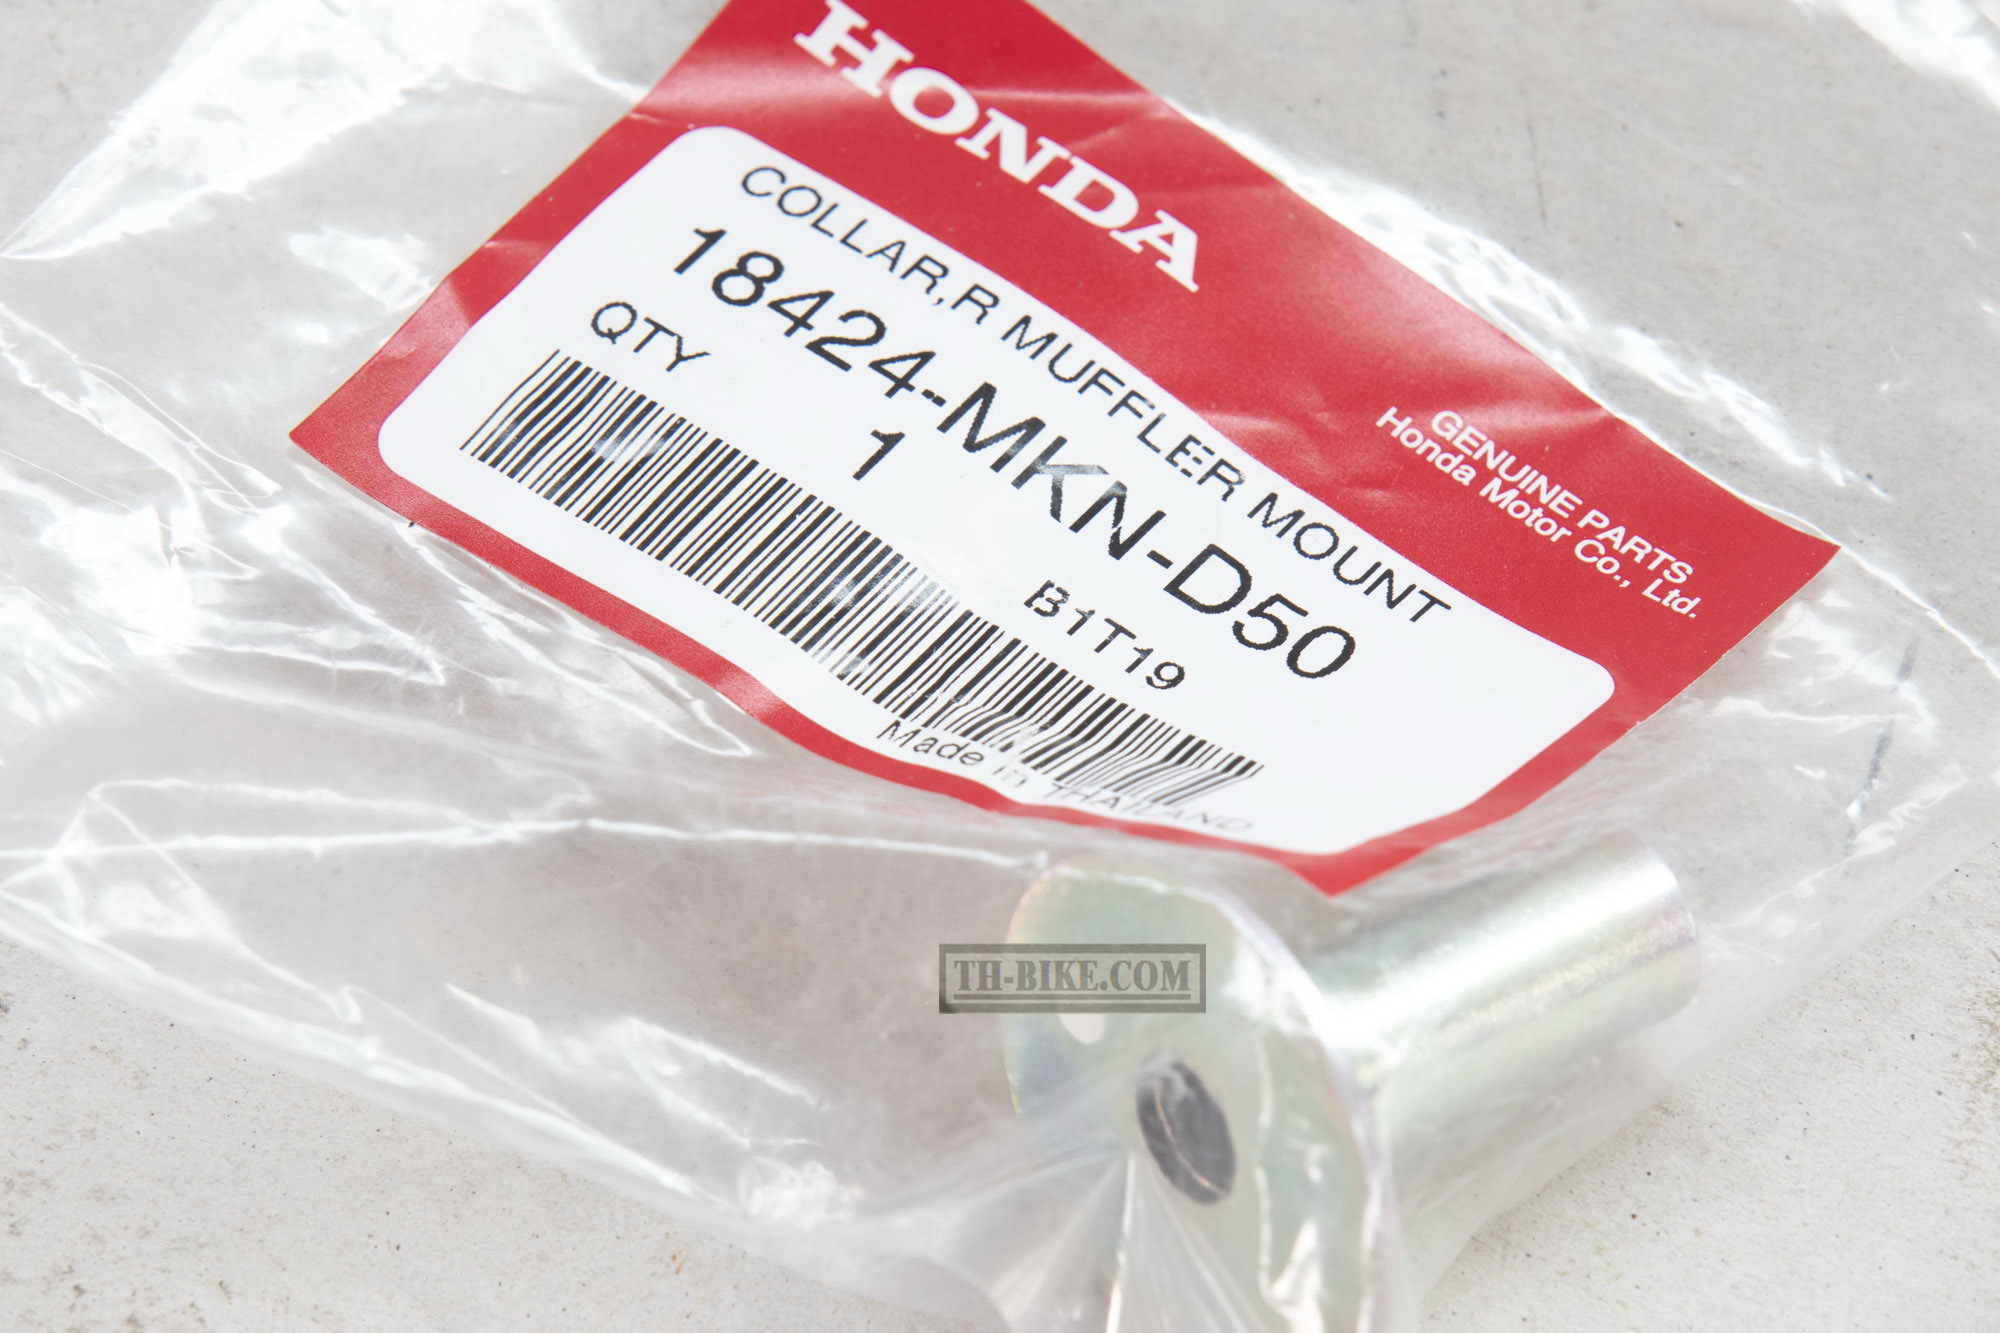 HONDA
GENUINE PARTS
Honda Motor Co., Ltd.
COLLAR,R MUFFLER MOUNT
18424-MKN-D50
QTY 1 B1T19
Made in THAILAND
TH-BIKE.COM